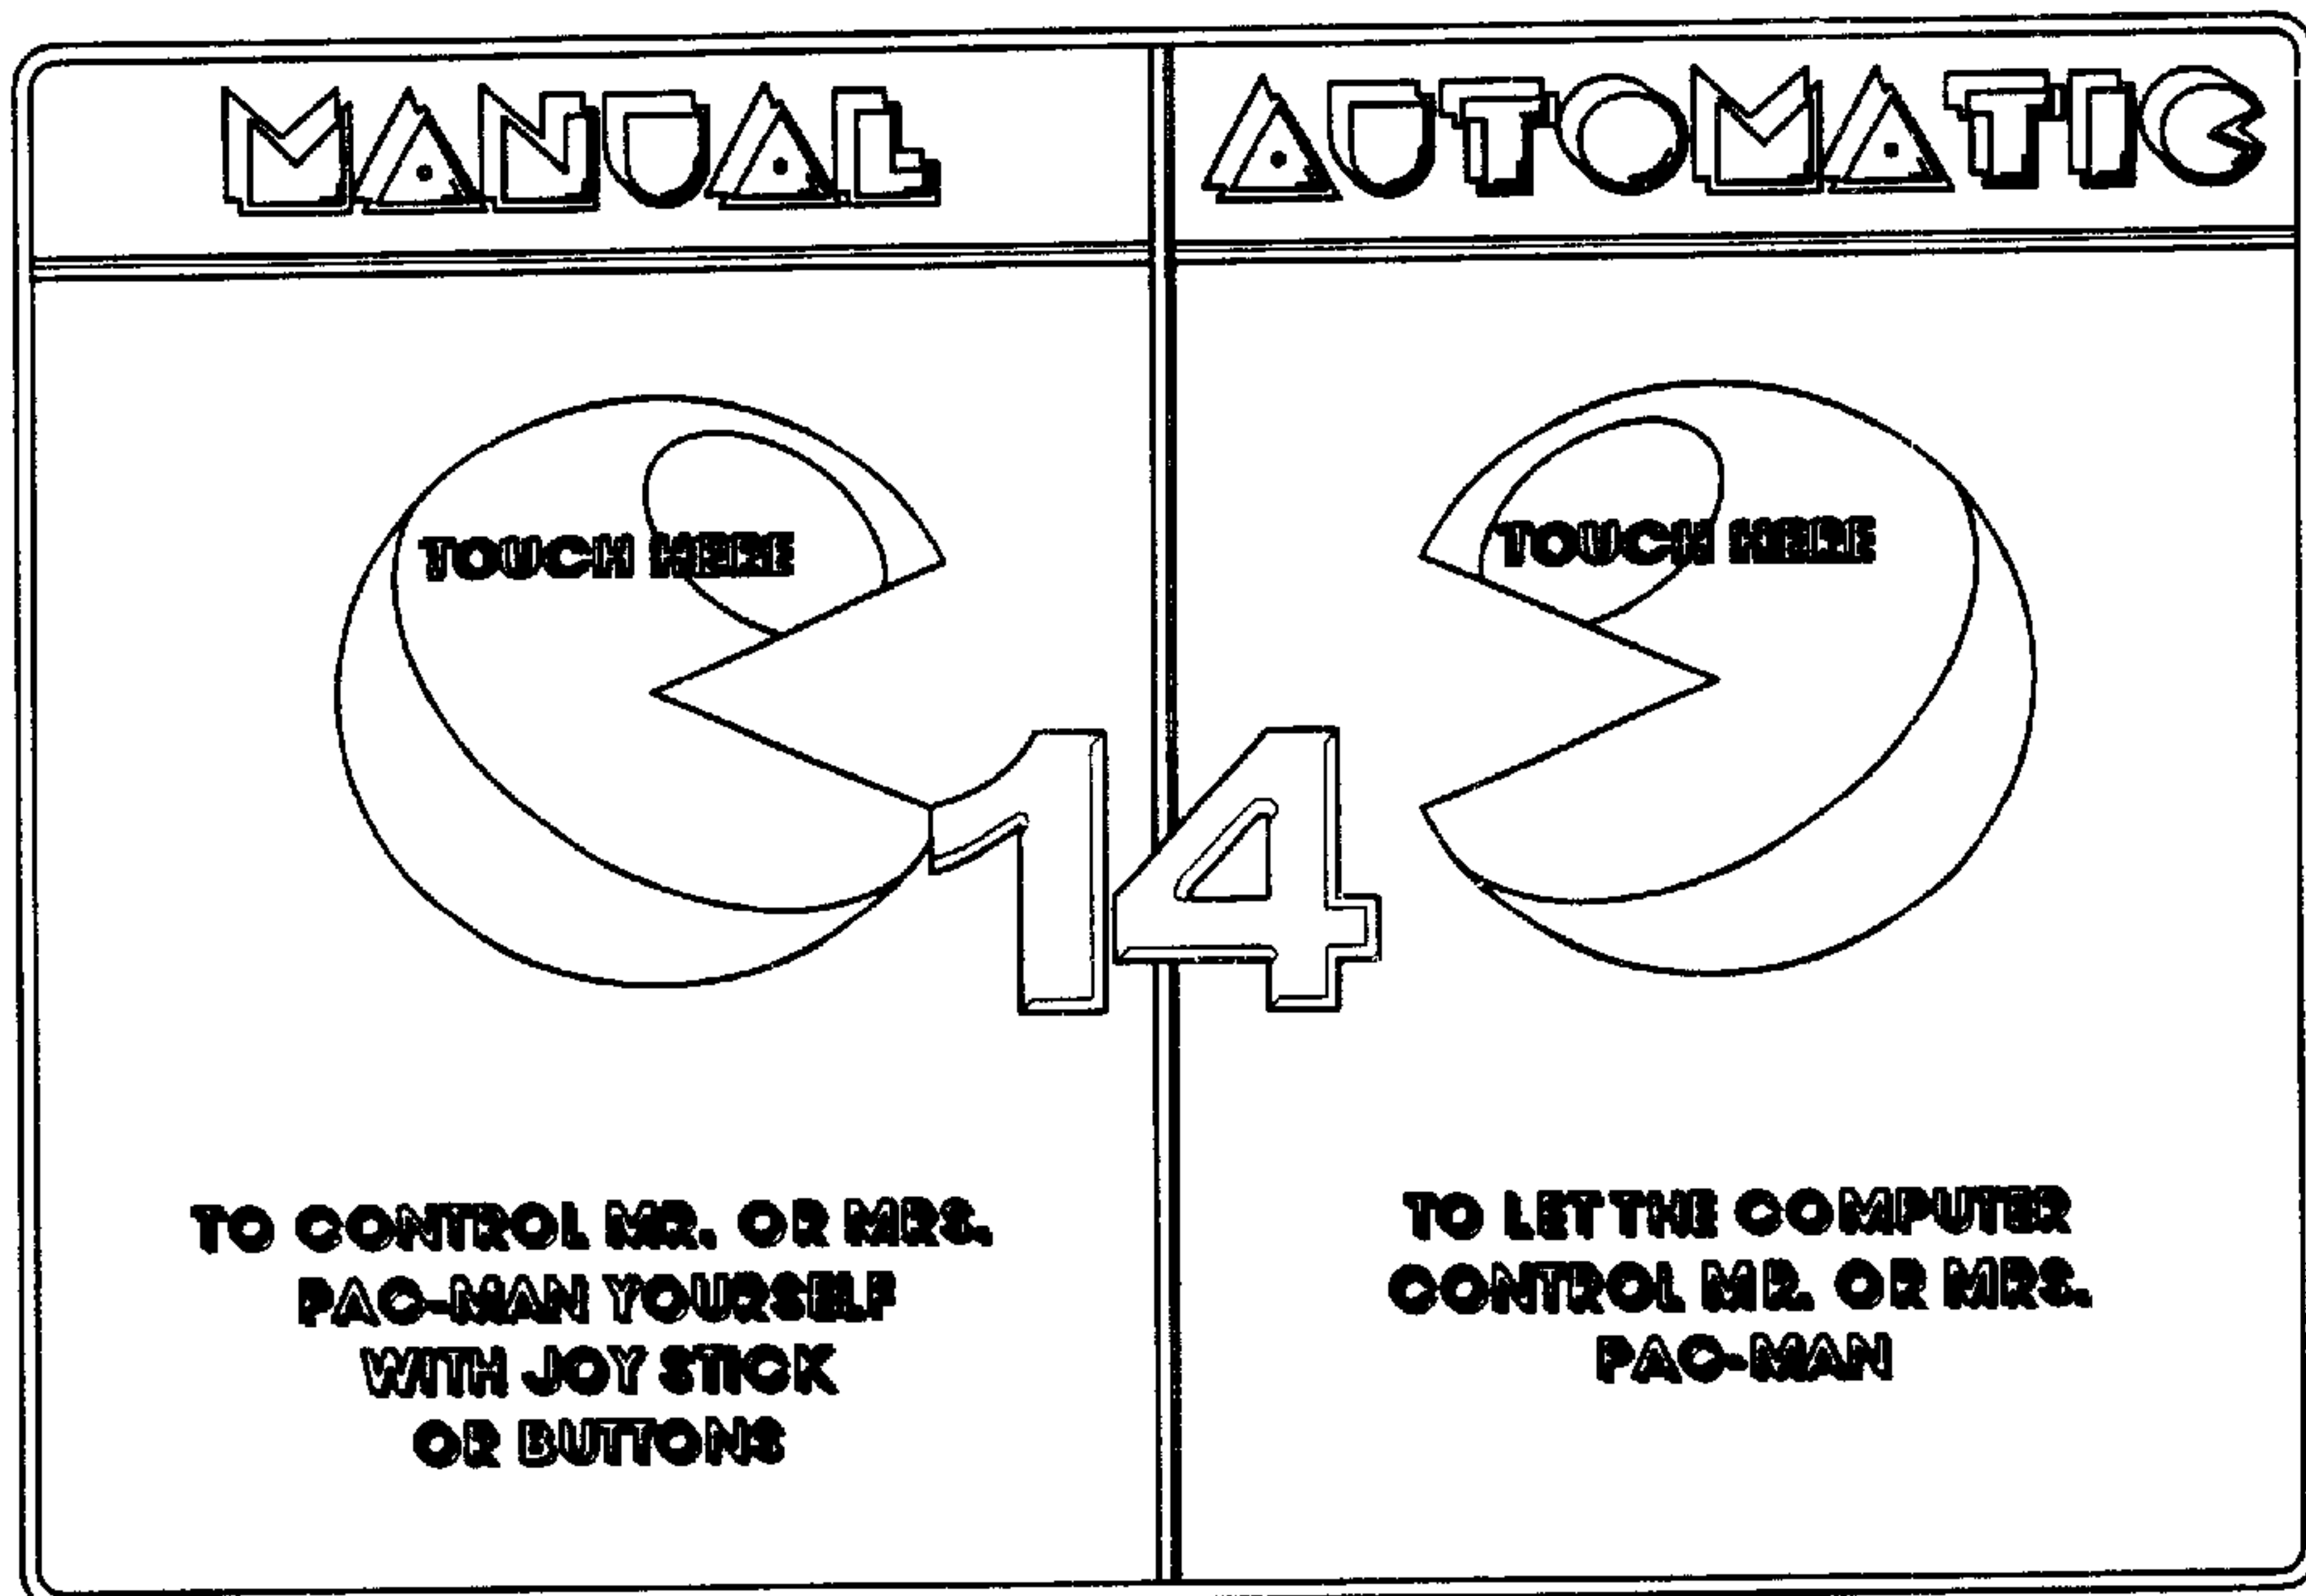 MANUAL
TOUCH HERE
TO CONTROL MR. OR MRS.
PAC-MAN YOURSELF
WITH JOY STICK
OR BUTTONS
14
AUTOMATIC
TOUCH HERE
TO LET THE COMPUTER
CONTROL MR. OR MRS.
PAC-MAN